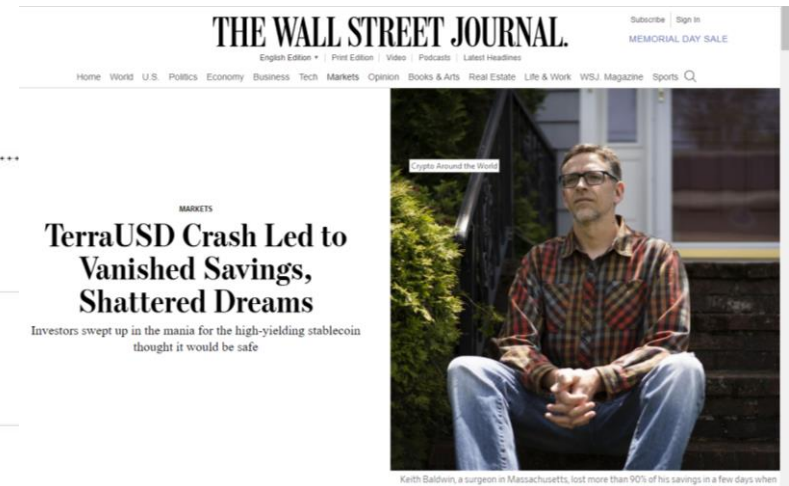 THE WALL STREET JOURNAL.
Subscribe | Sign In
MEMORIAL DAY SALE
English Edition ▾ | Print Edition | Video | Podcasts | Latest Headlines
Home World U.S. Politics Economy Business Tech Markets Opinion Books & Arts Real Estate Life & Work WSJ. Magazine Sports
Crypto Around the World
MARKETS
TerraUSD Crash Led to
Vanished Savings,
Shattered Dreams
Investors swept up in the mania for the high-yielding stablecoin
thought it would be safe
Keith Baldwin, a surgeon in Massachusetts, lost more than 90% of his savings in a few days when